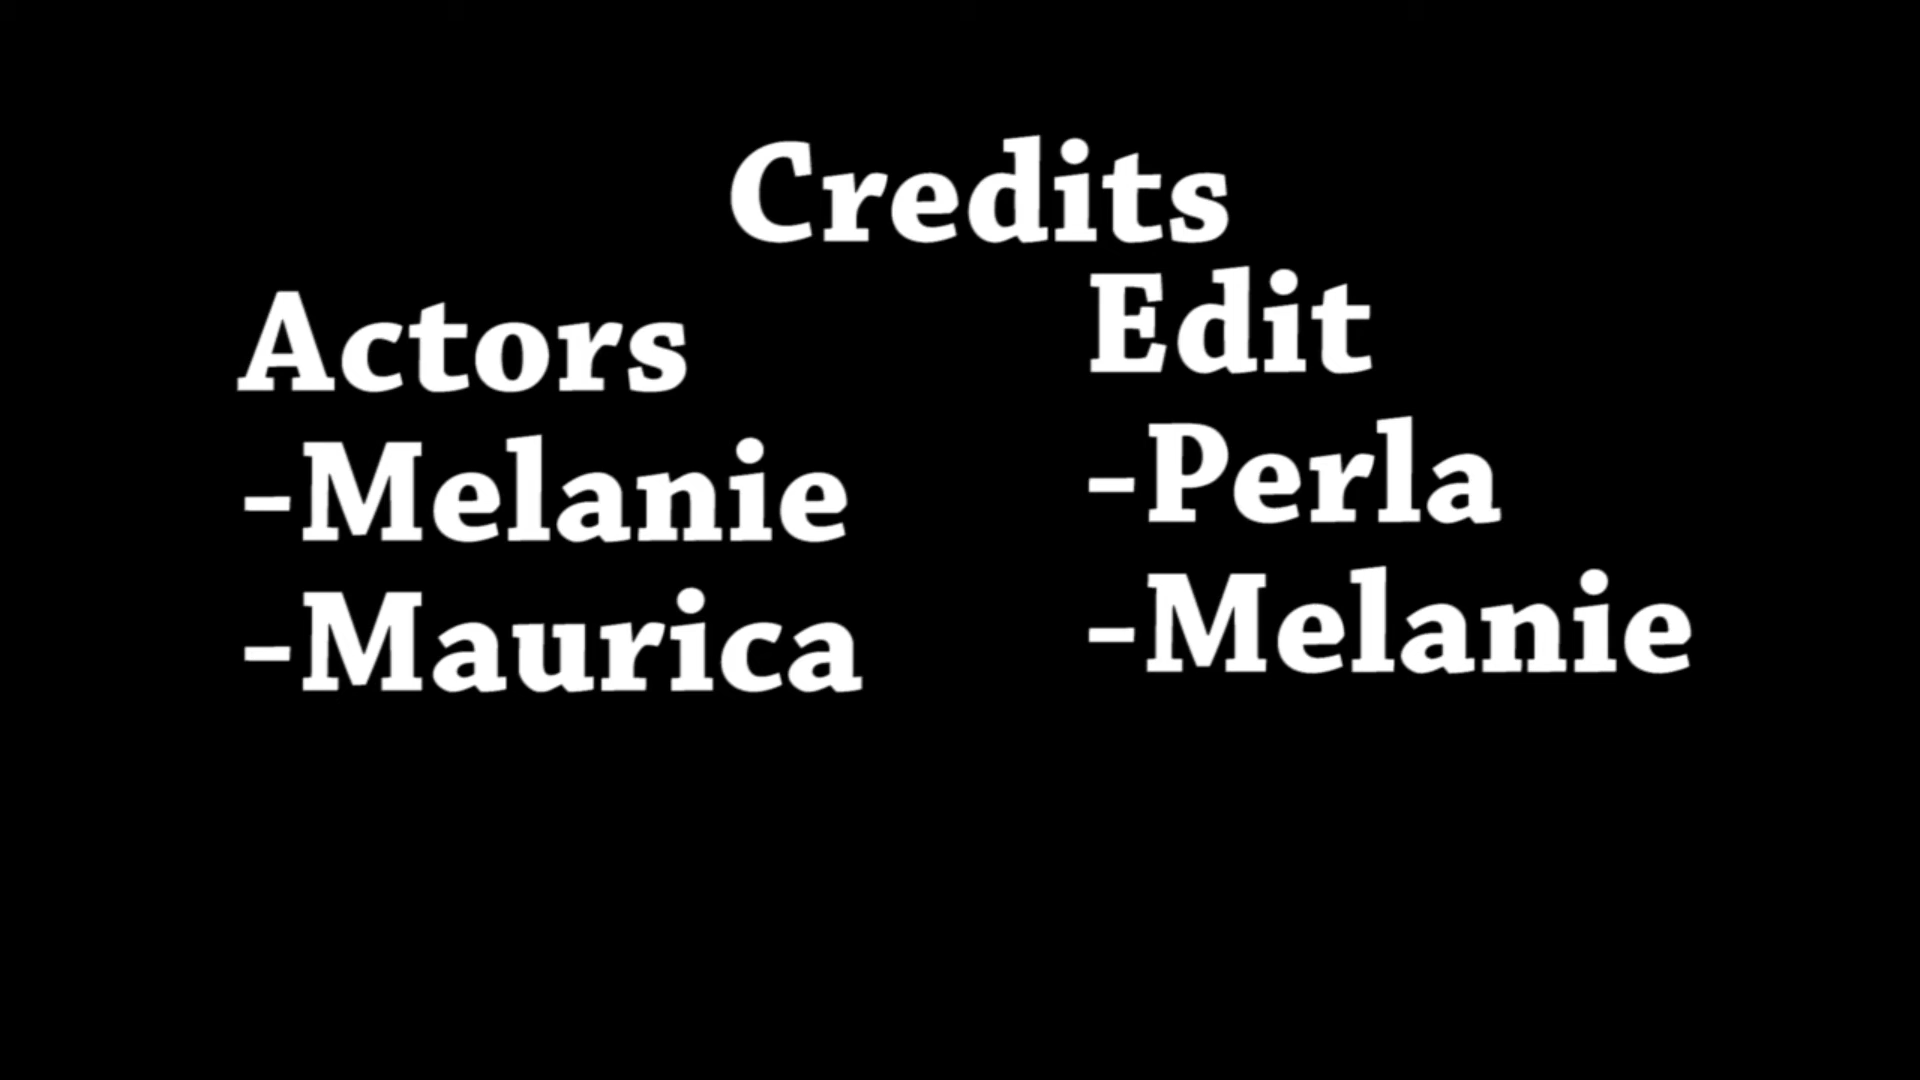 Credits
Actors
-Melanie
-Maurica
Edit
-Perla
-Melanie